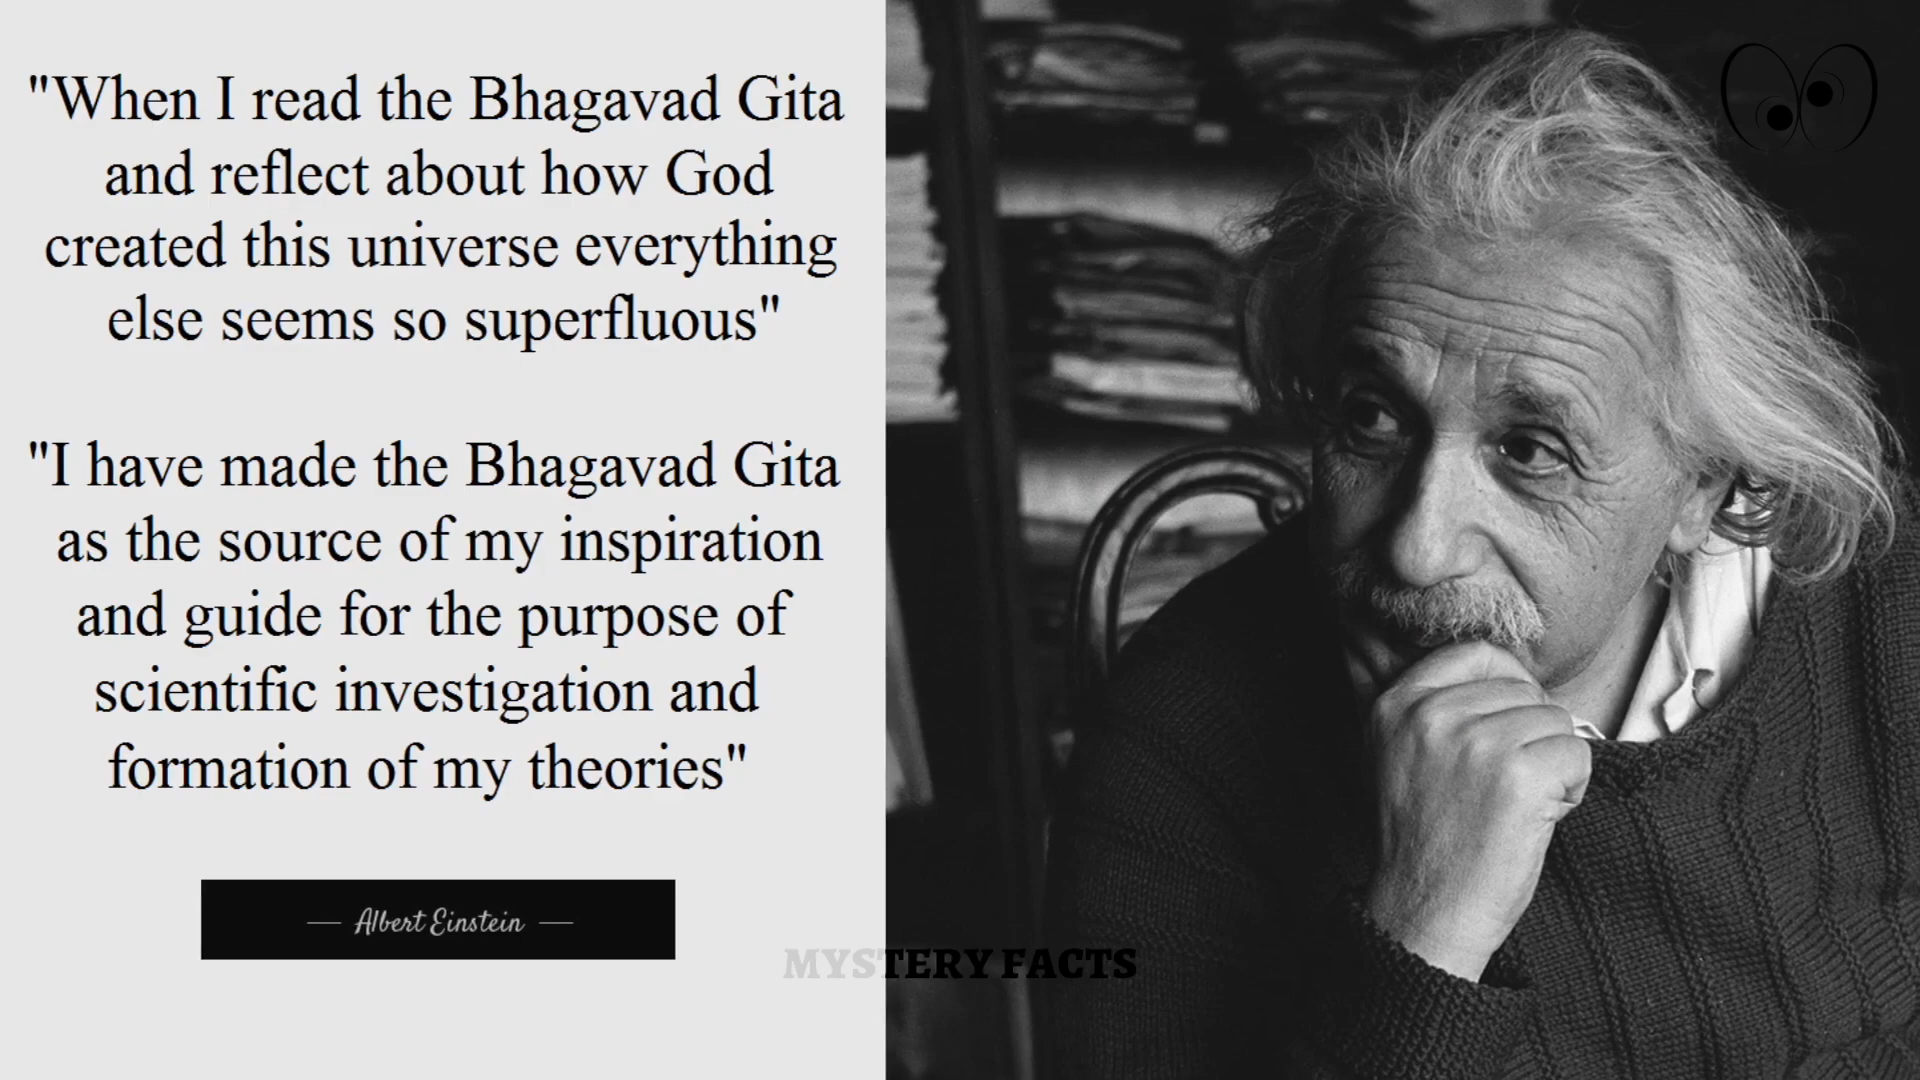 "When I read the Bhagavad Gita
and reflect about how God
created this universe everything
else seems so superfluous"
"I have made the Bhagavad Gita
as the source of my inspiration
and guide for the purpose of
scientific investigation and
formation of my theories"
— Albert Einstein —
MYSTERY FACTS